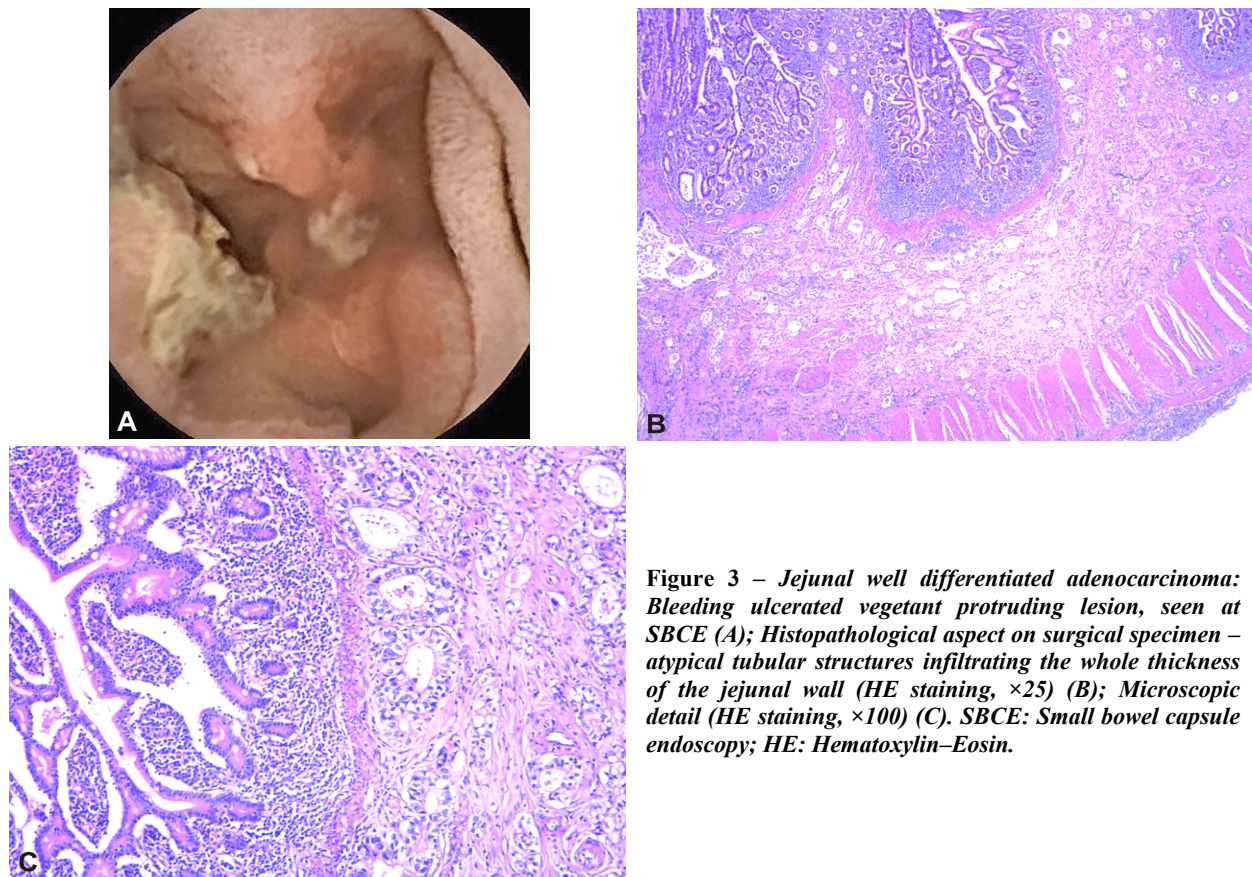 A
B
C
Figure 3 – Jejunal well differentiated adenocarcinoma:
Bleeding ulcerated vegetant protruding lesion, seen at
SBCE (A); Histopathological aspect on surgical specimen –
atypical tubular structures infiltrating the whole thickness
of the jejunal wall (HE staining, ×25) (B); Microscopic
detail (HE staining, ×100) (C). SBCE: Small bowel capsule
endoscopy; HE: Hematoxylin–Eosin.